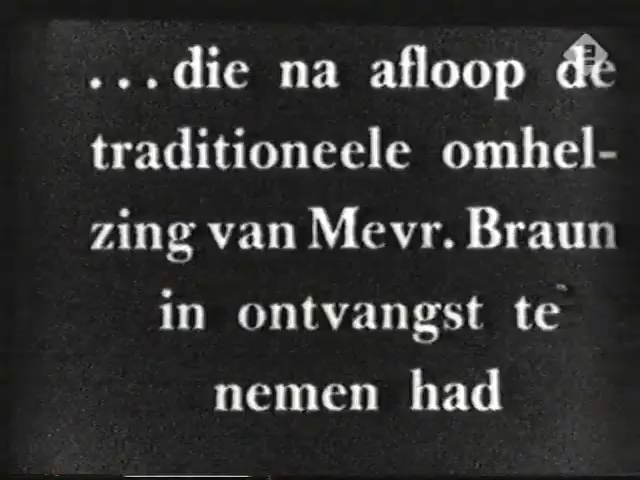 ...die na afloop de
traditioneele omhel-
zing van Mevr. Braun
in ontvangst te
nemen had